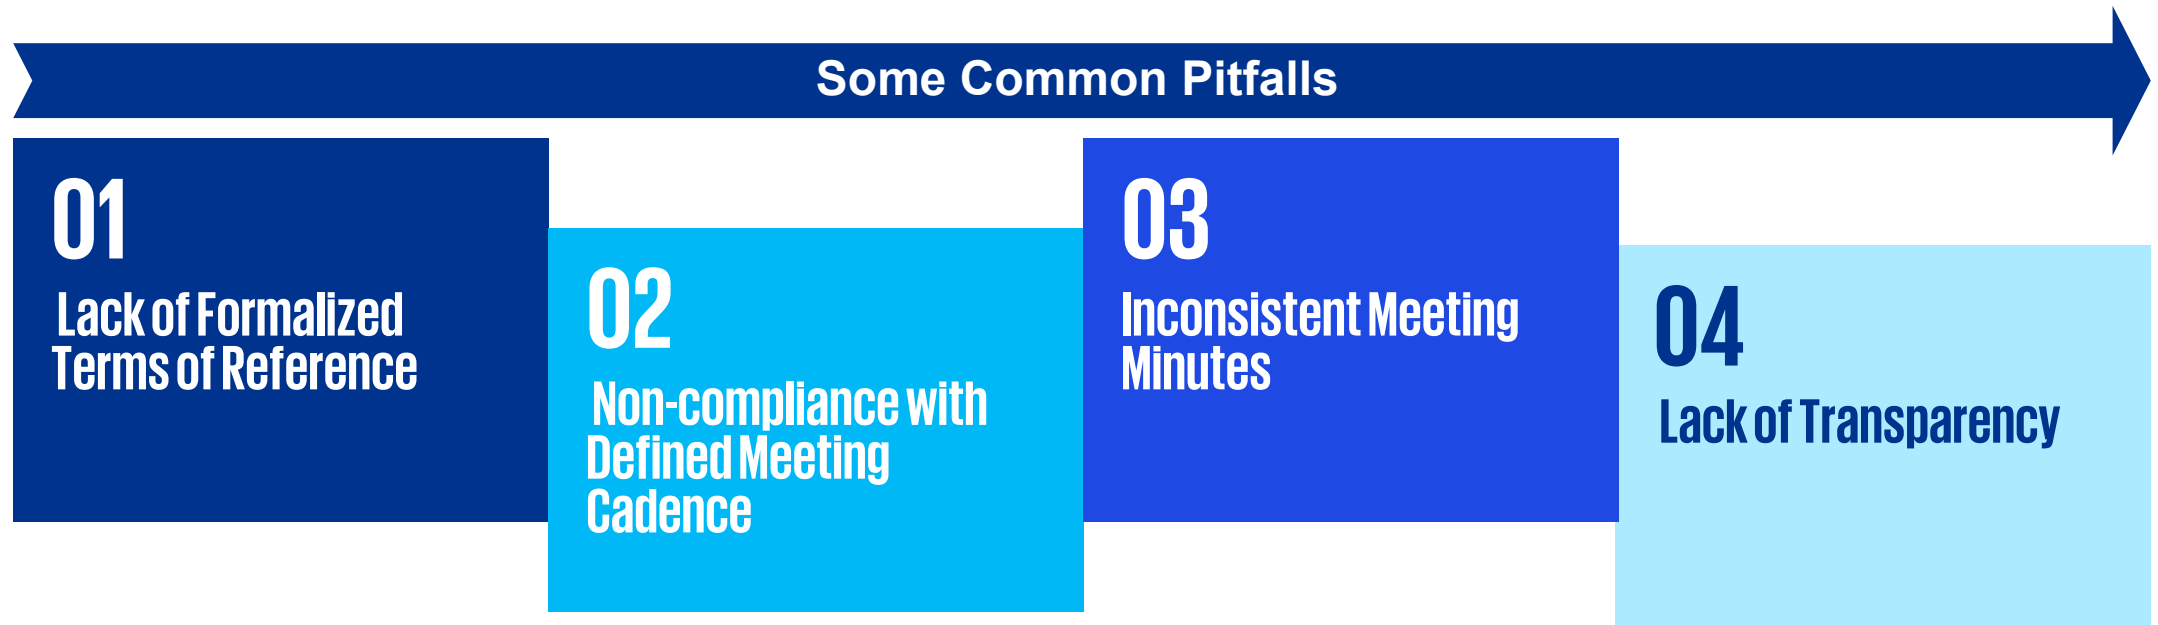 Some Common Pitfalls
01
Lack of Formalized
Terms of Reference
02
Non-compliance with
Defined Meeting
Cadence
03
Inconsistent Meeting
Minutes
04
Lack of Transparency